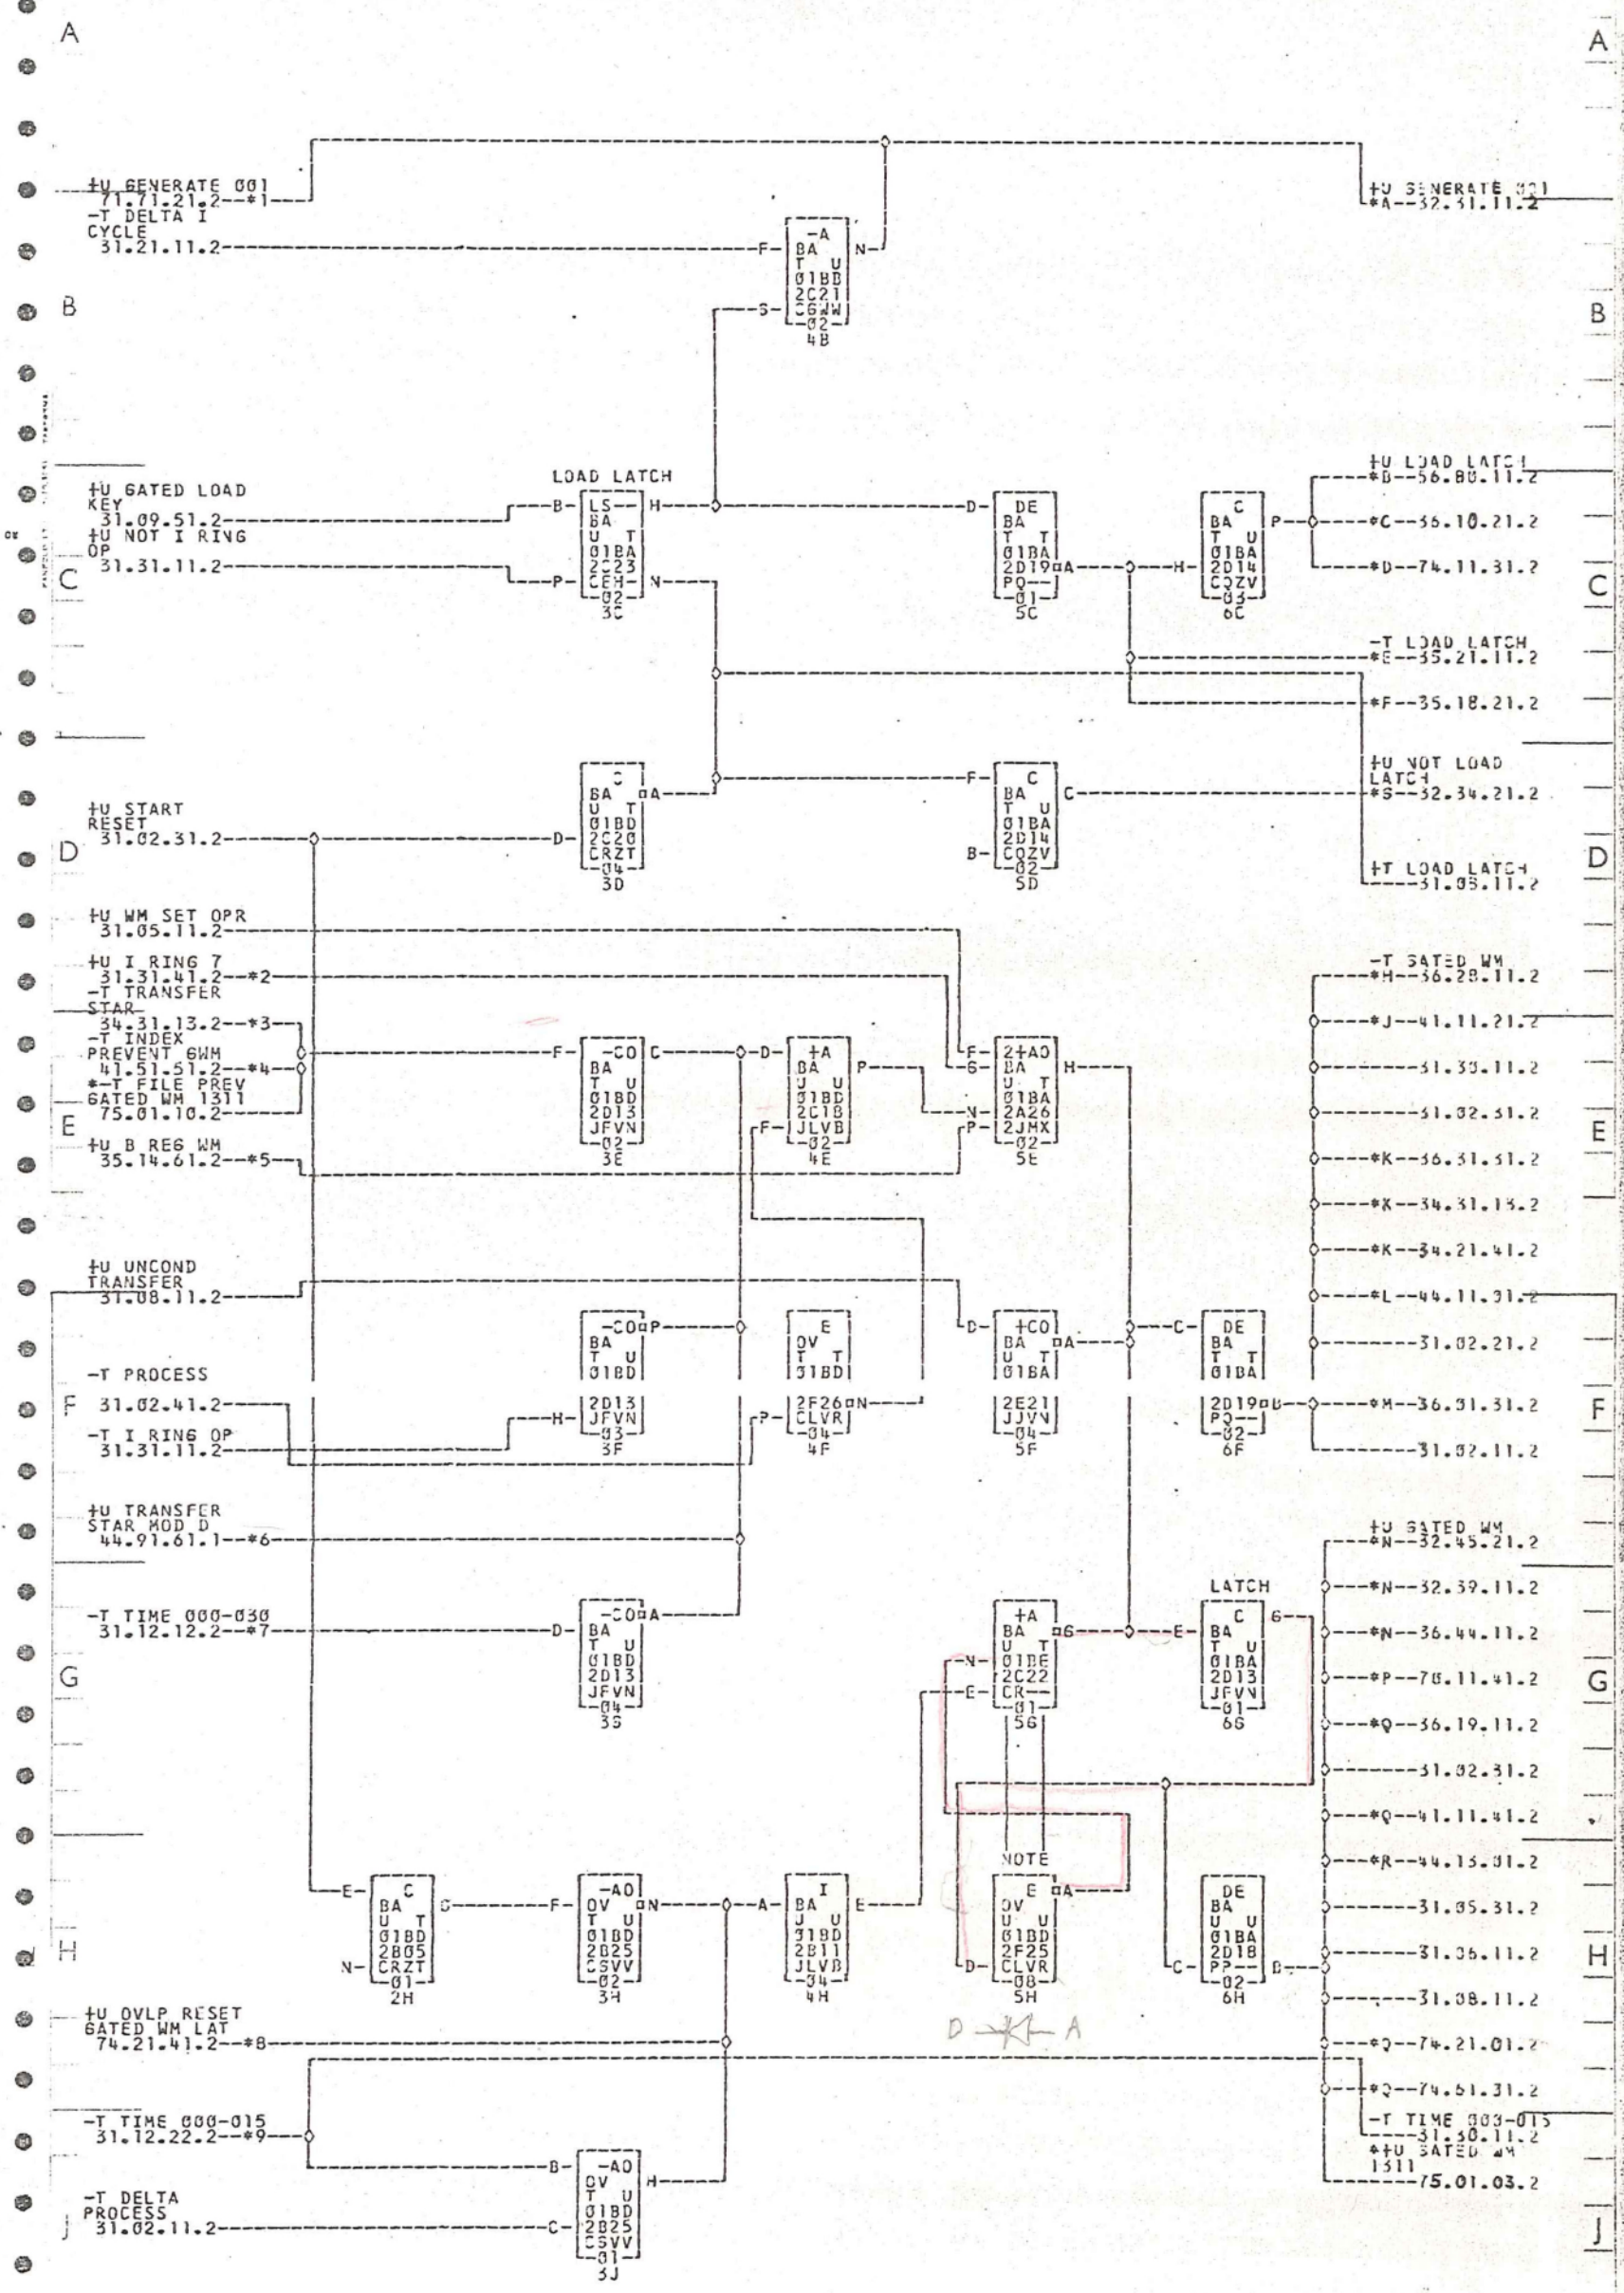 A A
+U GENERATE 001
71.71.21.2--*1
-T DELTA I
CYCLE
31.21.11.2
*A--32.31.11.2
F- -A
BA N
T U
01BB
2C21
CGWW
-02-
4B
B B
LOAD LATCH
+U GATED LOAD
KEY
31.09.51.2
+U NOT I RING
OP
31.31.11.2
B- LS-- H
BA
U T
01BA
2C23
P- CEH- N
-02-
3C
D- DE
BA
T T
01BA
2D19 A
PQ--
-01-
5C
H- C
BA P
T U
01BA
2D14
CQZV
-03-
6C
+U LOAD LATCH
*B--56.80.11.2
*C--36.10.21.2
*D--74.11.31.2
C C
-T LOAD LATCH
*E--35.21.11.2
*F--35.18.21.2
+U START
RESET
31.02.31.2
D- C
BA A
U T
01BD
2C20
CRZT
-04-
3D
F- C
BA C
T U
01BA
2D14
B- CQZV
-02-
5D
+U NOT LOAD
LATCH
*G--32.34.21.2
+T LOAD LATCH
31.05.11.2
D D
+U WM SET OPR
31.05.11.2
+U I RING 7
31.31.41.2--*2
-T TRANSFER
STAR
34.31.13.2--*3
-T INDEX
PREVENT GWM
41.51.51.2--*4
*-T FILE PREV
GATED WM 1311
75.01.10.2
+U B REG WM
35.14.61.2--*5
F- -CO C
BA
T U
01BD
2D13
JFVN
-02-
3E
D- +A
BA P
U U
01BD
2C18
F- JLVB
-02-
4E
F- 2+AO
G- BA H
U T
01BA
N- 2A26
P- 2JMX
-02-
5E
-T GATED WM
*H--36.28.11.2
*J--41.11.21.2
31.30.11.2
31.02.31.2
*K--36.31.31.2
*X--34.31.13.2
*K--34.21.41.2
*L--44.11.31.2
31.02.21.2
*M--36.31.31.2
31.02.11.2
E E
+U UNCOND
TRANSFER
31.08.11.2
-T PROCESS
31.02.41.2
-T I RING OP
31.31.11.2
-CO P
BA
T U
01BD
2D13
H- JFVN
-03-
3F
E
OV
T T
01BD
2F26 N
P- CLVR
-04-
4F
D- +CO
BA A
U T
01BA
2E21
JJVN
-04-
5F
C- DE
BA
T T
01BA
2D19 B
PQ--
-02-
6F
F F
+U TRANSFER
STAR MOD D
44.91.61.1--*6
-T TIME 000-030
31.12.12.2--*7
-CO A
D- BA
T U
01BD
2D13
JFVN
-04-
3G
+A
BA G
U T
N- 01BE
2C22
E- CR--
-01-
5G
LATCH
C G
E- BA
T U
01BA
2D13
JFVN
-01-
6G
+U GATED WM
*N--32.45.21.2
*N--32.39.11.2
*N--36.44.11.2
*P--78.11.41.2
*Q--36.19.11.2
31.02.31.2
*Q--41.11.41.2
*R--44.13.01.2
31.05.31.2
31.36.11.2
31.08.11.2
*Q--74.21.01.2
*Q--74.61.31.2
G G
NOTE
E- C
BA G
U T
01BD
2B05
N- CRZT
-01-
2H
F- -AO
OV N
T U
01BD
2B25
CSVV
-02-
3H
A- I
BA E
U U
01BD
2B11
JLVB
-04-
4H
E A
OV
U U
01BD
2F25
D- CLVR
-08-
5H
DE
BA
U U
01BA
2D18
C- PP-- B
-02-
6H
H H
D A
+U OVLP RESET
GATED WM LAT
74.21.41.2--*8
-T TIME 000-015
31.12.22.2--*9
-T DELTA
PROCESS
31.02.11.2
B- -AO
OV H
T U
01BD
C- 2B25
CSVV
-01-
3J
-T TIME 000-015
31.30.11.2
*+U GATED WM
1311
75.01.03.2
J J